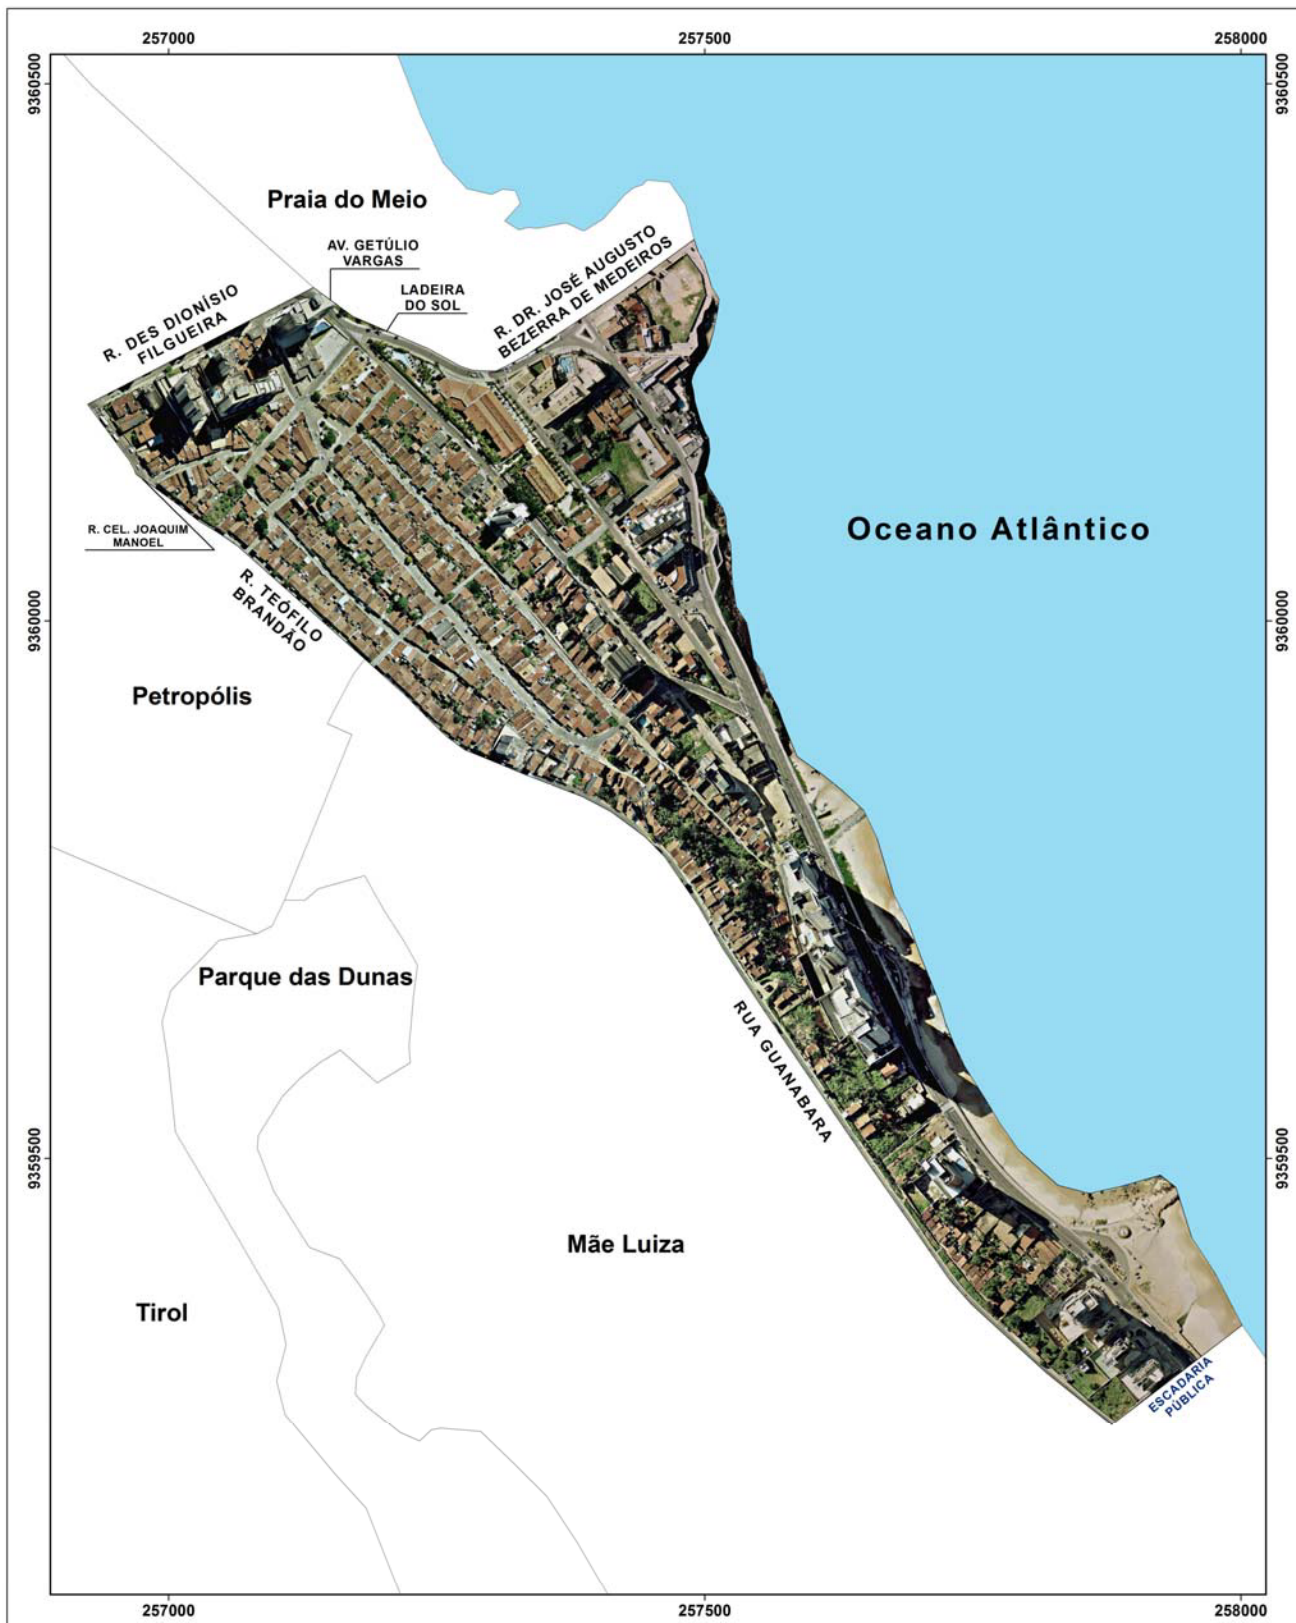 257000
257500
258000
9360500
9360500
Praia do Meio
AV. GETÚLIO
VARGAS
LADEIRA
DO SOL
R. DR. JOSÉ AUGUSTO
BEZERRA DE MEDEIROS
R. DES DIONÍSIO
FILGUEIRA
R. CEL. JOAQUIM
MANOEL
Oceano Atlântico
R. TEÓFILO
BRANDÃO
9360000
9360000
Petropólis
Parque das Dunas
RUA GUANABARA
9359500
9359500
Mãe Luiza
Tirol
ESCADARIA
PÚBLICA
257000
257500
258000